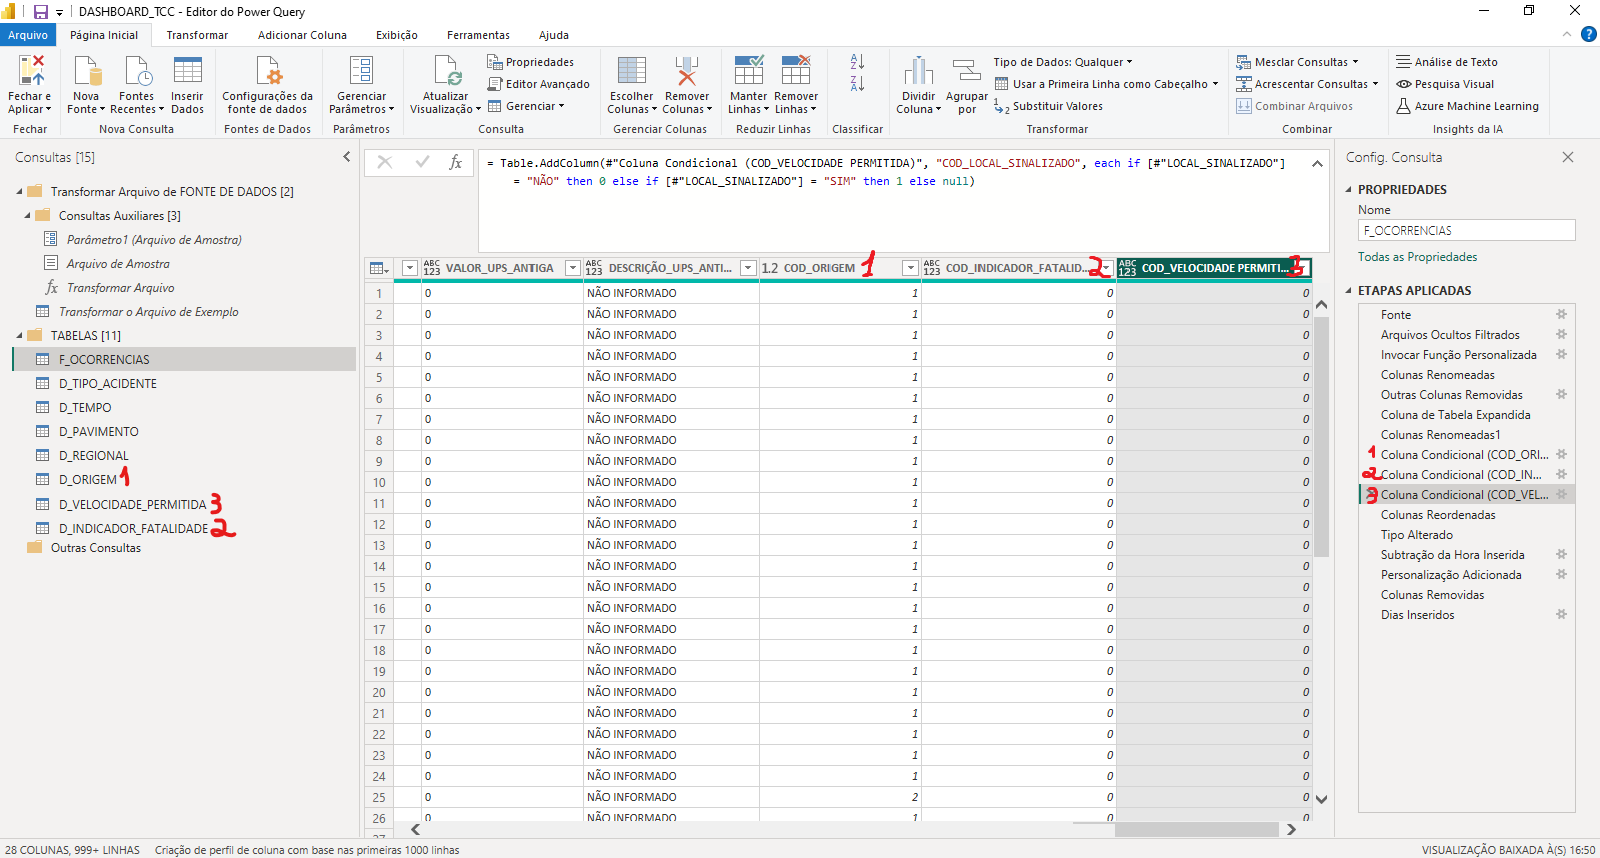 DASHBOARD_TCC - Editor do Power Query
Arquivo Página Inicial Transformar Adicionar Coluna Exibição Ferramentas Ajuda
Fechar e Aplicar
Fechar
Nova Fonte
Fontes Recentes
Inserir Dados
Nova Consulta
Configurações da fonte de dados
Fontes de Dados
Gerenciar Parâmetros
Parâmetros
Atualizar Visualização
Propriedades
Editor Avançado
Gerenciar
Consulta
Escolher Colunas
Remover Colunas
Gerenciar Colunas
Manter Linhas
Remover Linhas
Reduzir Linhas
Classificar
Dividir Coluna
Agrupar por
Tipo de Dados: Qualquer
Usar a Primeira Linha como Cabeçalho
Substituir Valores
Transformar
Mesclar Consultas
Acrescentar Consultas
Combinar Arquivos
Combinar
Análise de Texto
Pesquisa Visual
Azure Machine Learning
Insights da IA
Consultas [15]
Transformar Arquivo de FONTE DE DADOS [2]
Consultas Auxiliares [3]
Parâmetro1 (Arquivo de Amostra)
Arquivo de Amostra
Transformar Arquivo
Transformar o Arquivo de Exemplo
TABELAS [11]
F_OCORRENCIAS
D_TIPO_ACIDENTE
D_TEMPO
D_PAVIMENTO
D_REGIONAL
D_ORIGEM 1
D_VELOCIDADE_PERMITIDA 3
D_INDICADOR_FATALIDADE 2
Outras Consultas
= Table.AddColumn(#"Coluna Condicional (COD_VELOCIDADE PERMITIDA)", "COD_LOCAL_SINALIZADO", each if [#"LOCAL_SINALIZADO"]
= "NÃO" then 0 else if [#"LOCAL_SINALIZADO"] = "SIM" then 1 else null)
ABC 123 VALOR_UPS_ANTIGA ABC 123 DESCRIÇÃO_UPS_ANTI... 1.2 COD_ORIGEM 1 ABC 123 COD_INDICADOR_FATALID... 2 ABC 123 COD_VELOCIDADE PERMITI... 3
1 0 NÃO INFORMADO 1 0 0
2 0 NÃO INFORMADO 1 0 0
3 0 NÃO INFORMADO 1 0 0
4 0 NÃO INFORMADO 1 0 0
5 0 NÃO INFORMADO 1 0 0
6 0 NÃO INFORMADO 1 0 0
7 0 NÃO INFORMADO 1 0 0
8 0 NÃO INFORMADO 1 0 0
9 0 NÃO INFORMADO 1 0 0
10 0 NÃO INFORMADO 1 0 0
11 0 NÃO INFORMADO 1 0 0
12 0 NÃO INFORMADO 1 0 0
13 0 NÃO INFORMADO 1 0 0
14 0 NÃO INFORMADO 1 0 0
15 0 NÃO INFORMADO 1 0 0
16 0 NÃO INFORMADO 1 0 0
17 0 NÃO INFORMADO 1 0 0
18 0 NÃO INFORMADO 1 0 0
19 0 NÃO INFORMADO 1 0 0
20 0 NÃO INFORMADO 1 0 0
21 0 NÃO INFORMADO 1 0 0
22 0 NÃO INFORMADO 1 0 0
23 0 NÃO INFORMADO 1 0 0
24 0 NÃO INFORMADO 1 0 0
25 0 NÃO INFORMADO 2 0 0
26 0 NÃO INFORMADO 1 0 0
27
Config. Consulta
PROPRIEDADES
Nome
F_OCORRENCIAS
Todas as Propriedades
ETAPAS APLICADAS
Fonte
Arquivos Ocultos Filtrados
Invocar Função Personalizada
Colunas Renomeadas
Outras Colunas Removidas
Coluna de Tabela Expandida
Colunas Renomeadas1
1 Coluna Condicional (COD_ORI...
2 Coluna Condicional (COD_IN...
3 Coluna Condicional (COD_VEL...
Colunas Reordenadas
Tipo Alterado
Subtração da Hora Inserida
Personalização Adicionada
Colunas Removidas
Dias Inseridos
28 COLUNAS, 999+ LINHAS Criação de perfil de coluna com base nas primeiras 1000 linhas VISUALIZAÇÃO BAIXADA À(S) 16:50